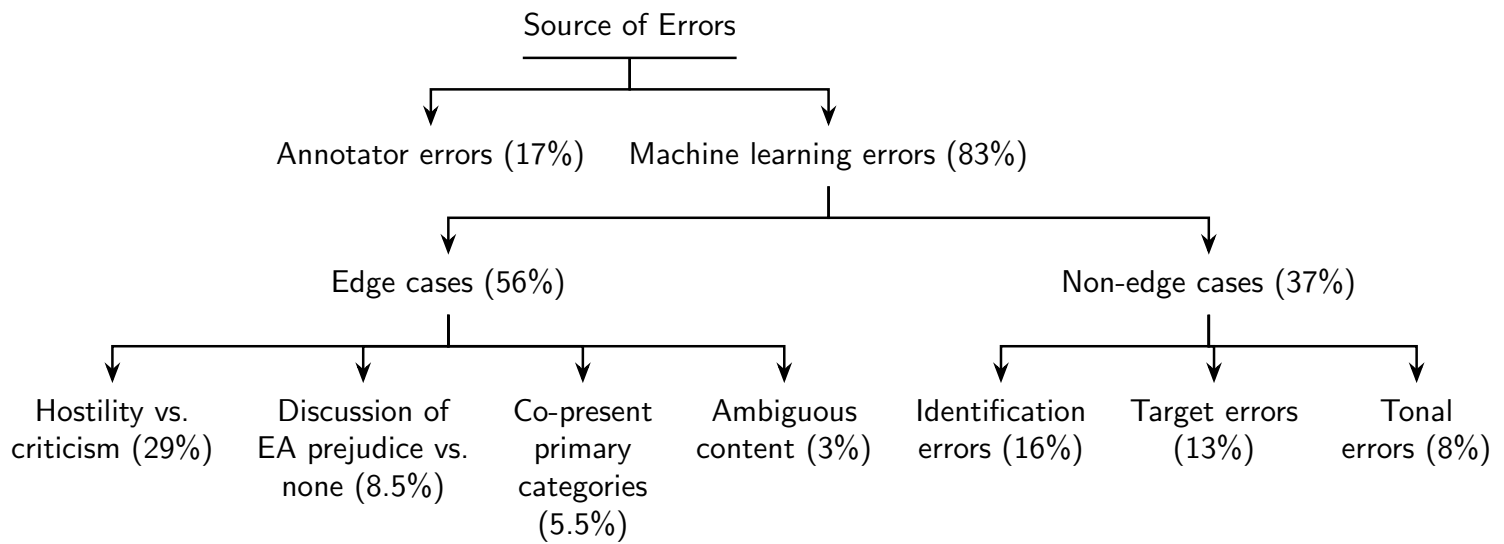 Source of Errors
Annotator errors (17%)
Machine learning errors (83%)
Edge cases (56%)
Non-edge cases (37%)
Hostility vs.
criticism (29%)
Discussion of
EA prejudice vs.
none (8.5%)
Co-present
primary
categories
(5.5%)
Ambiguous
content (3%)
Identification
errors (16%)
Target errors
(13%)
Tonal
errors (8%)